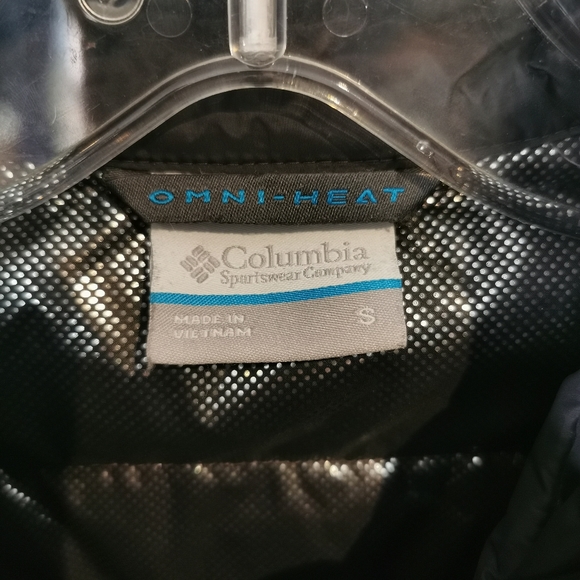 OMNI-HEAT
Columbia
Sportswear Company
MADE IN S
VIETNAM